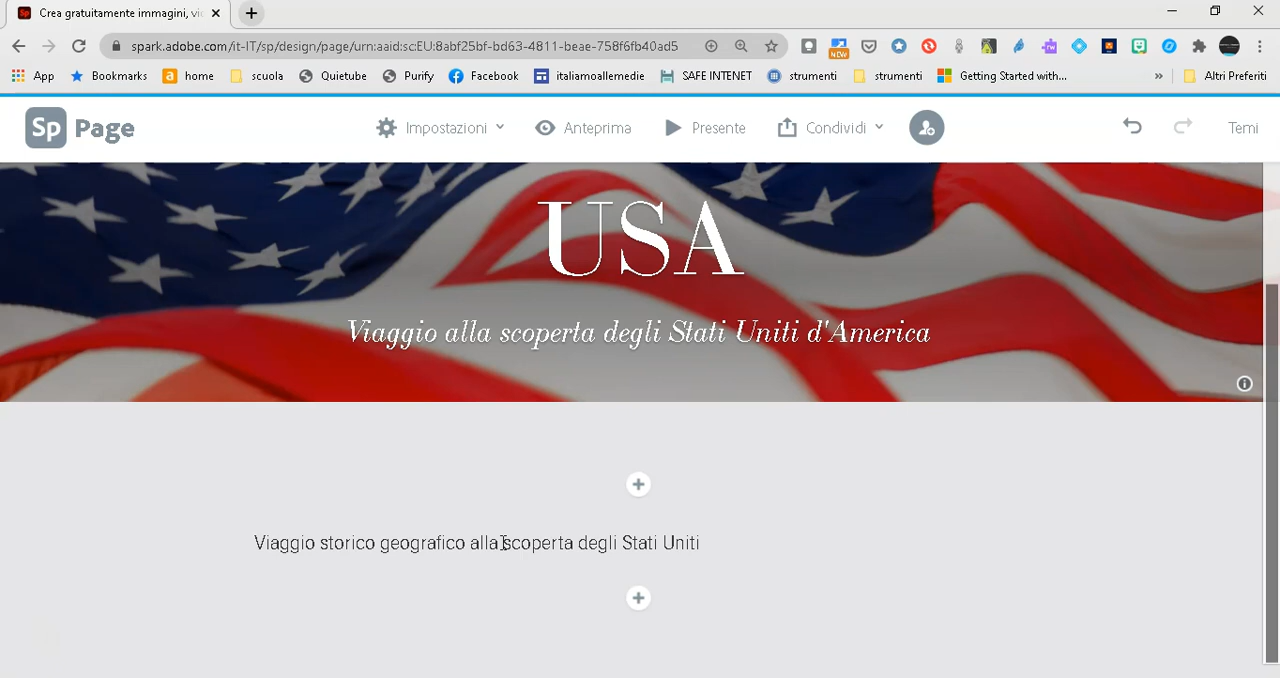 Crea gratuitamente immagini, vi
spark.adobe.com/it-IT/sp/design/page/urn:aaid:sc:EU:8abf25bf-bd63-4811-beae-758f6fb40ad5
NEW
App Bookmarks home scuola Quietube Purify Facebook italiamoallemedie SAFE INTENET strumenti strumenti Getting Started with... » Altri Preferiti
Sp Page Impostazioni Anteprima Presente Condividi Temi
USA
Viaggio alla scoperta degli Stati Uniti d'America
Viaggio storico geografico alla scoperta degli Stati Uniti